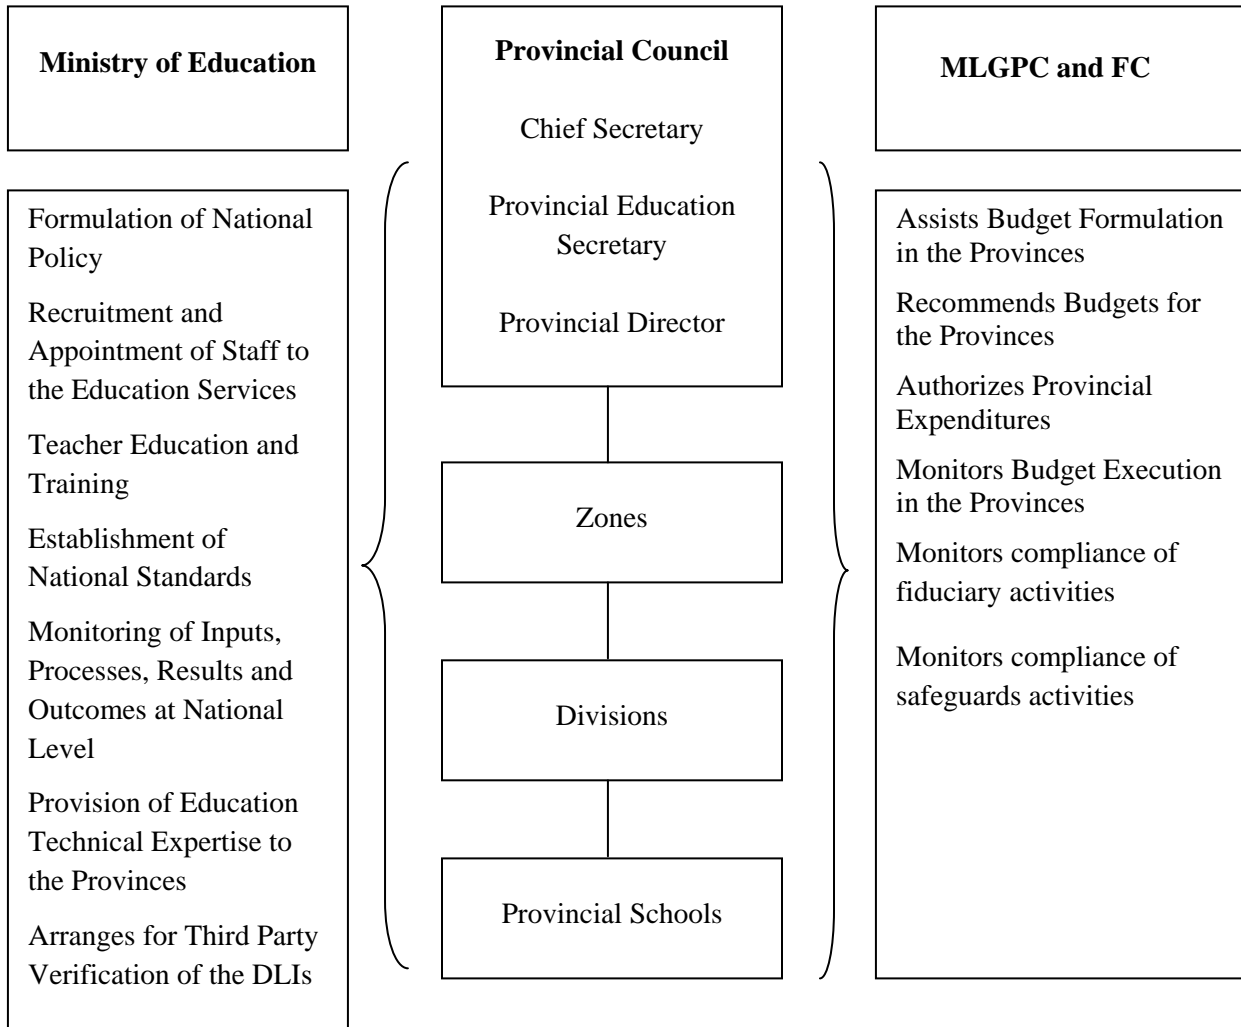 Ministry of Education
Formulation of National
Policy
Recruitment and
Appointment of Staff to
the Education Services
Teacher Education and
Training
Establishment of
National Standards
Monitoring of Inputs,
Processes, Results and
Outcomes at National
Level
Provision of Education
Technical Expertise to
the Provinces
Arranges for Third Party
Verification of the DLIs
Provincial Council
Chief Secretary
Provincial Education
Secretary
Provincial Director
Zones
Divisions
Provincial Schools
MLGPC and FC
Assists Budget Formulation
in the Provinces
Recommends Budgets for
the Provinces
Authorizes Provincial
Expenditures
Monitors Budget Execution
in the Provinces
Monitors compliance of
fiduciary activities
Monitors compliance of
safeguards activities